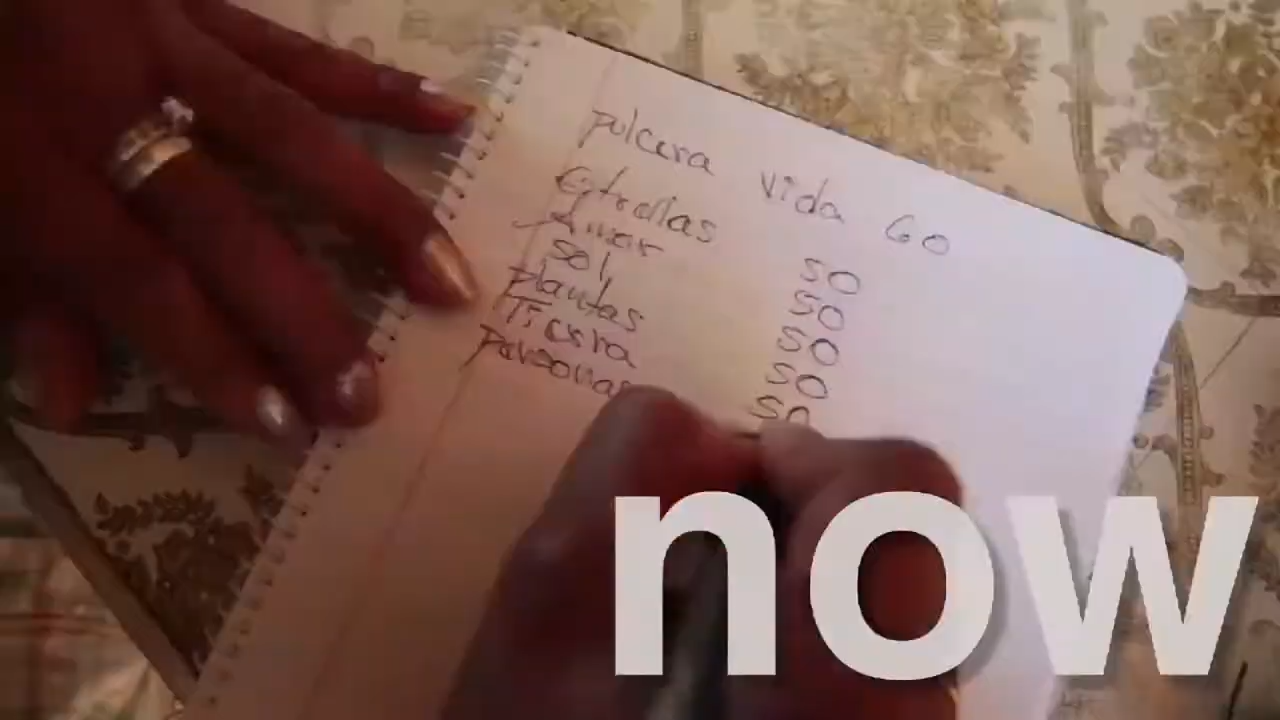 pulcera vida 60
Estrellas 50
Amor 50
Sol 50
plantas 50
Tierra 50
personas
now